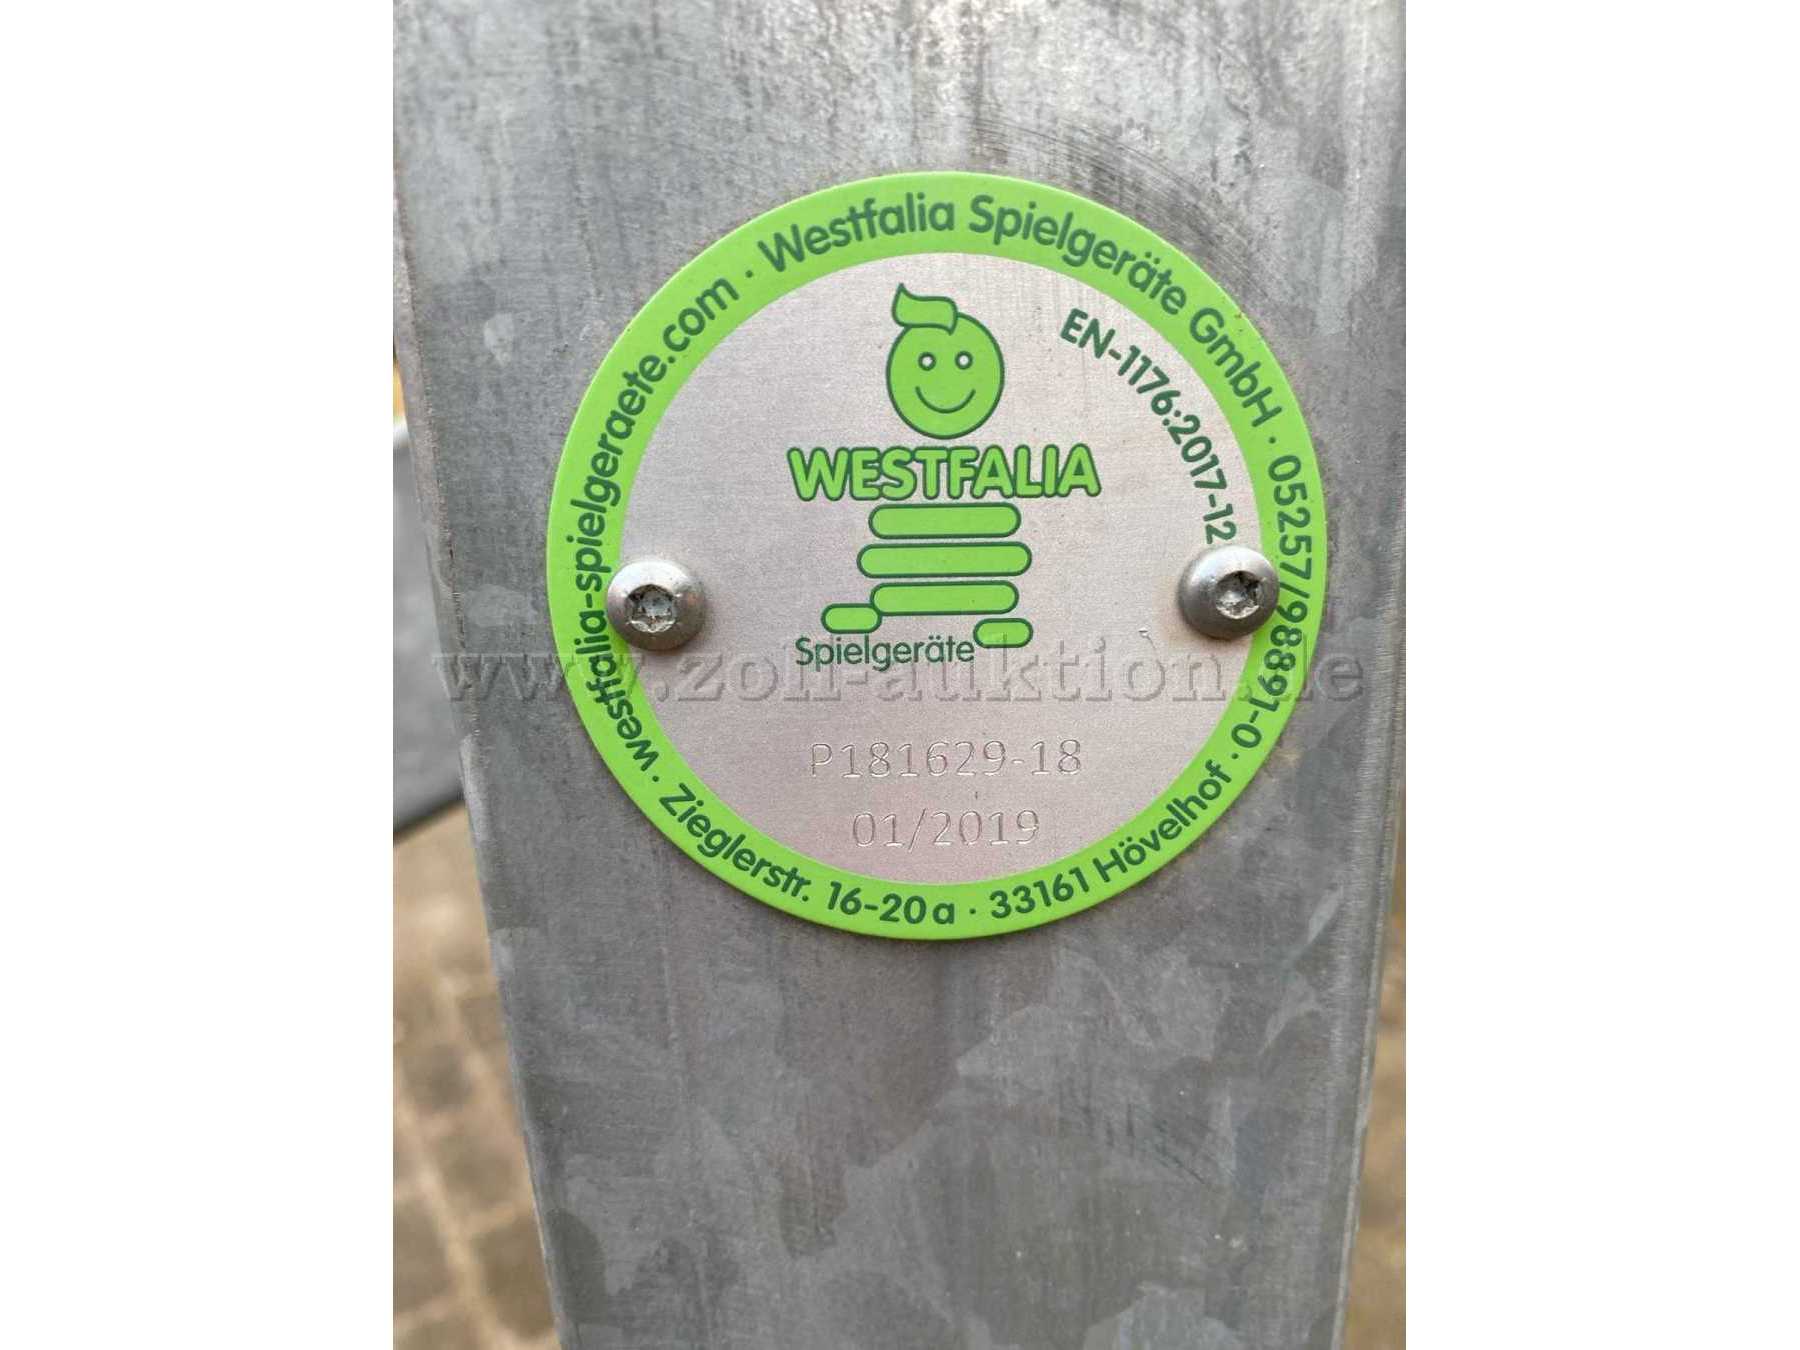 westfalia-spielgeraete.com · Westfalia Spielgeräte GmbH · 05257/98891-0 ·
EN-1176:2017-12
WESTFALIA
Spielgeräte
www.zoll-auktion.de
P181629-18
01/2019
Zieglerstr. 16-20a · 33161 Hövelhof ·